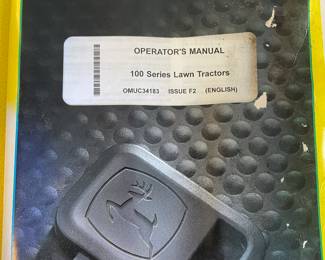 OPERATOR'S MANUAL
100 Series Lawn Tractors
OMUC34183 ISSUE F2 (ENGLISH)